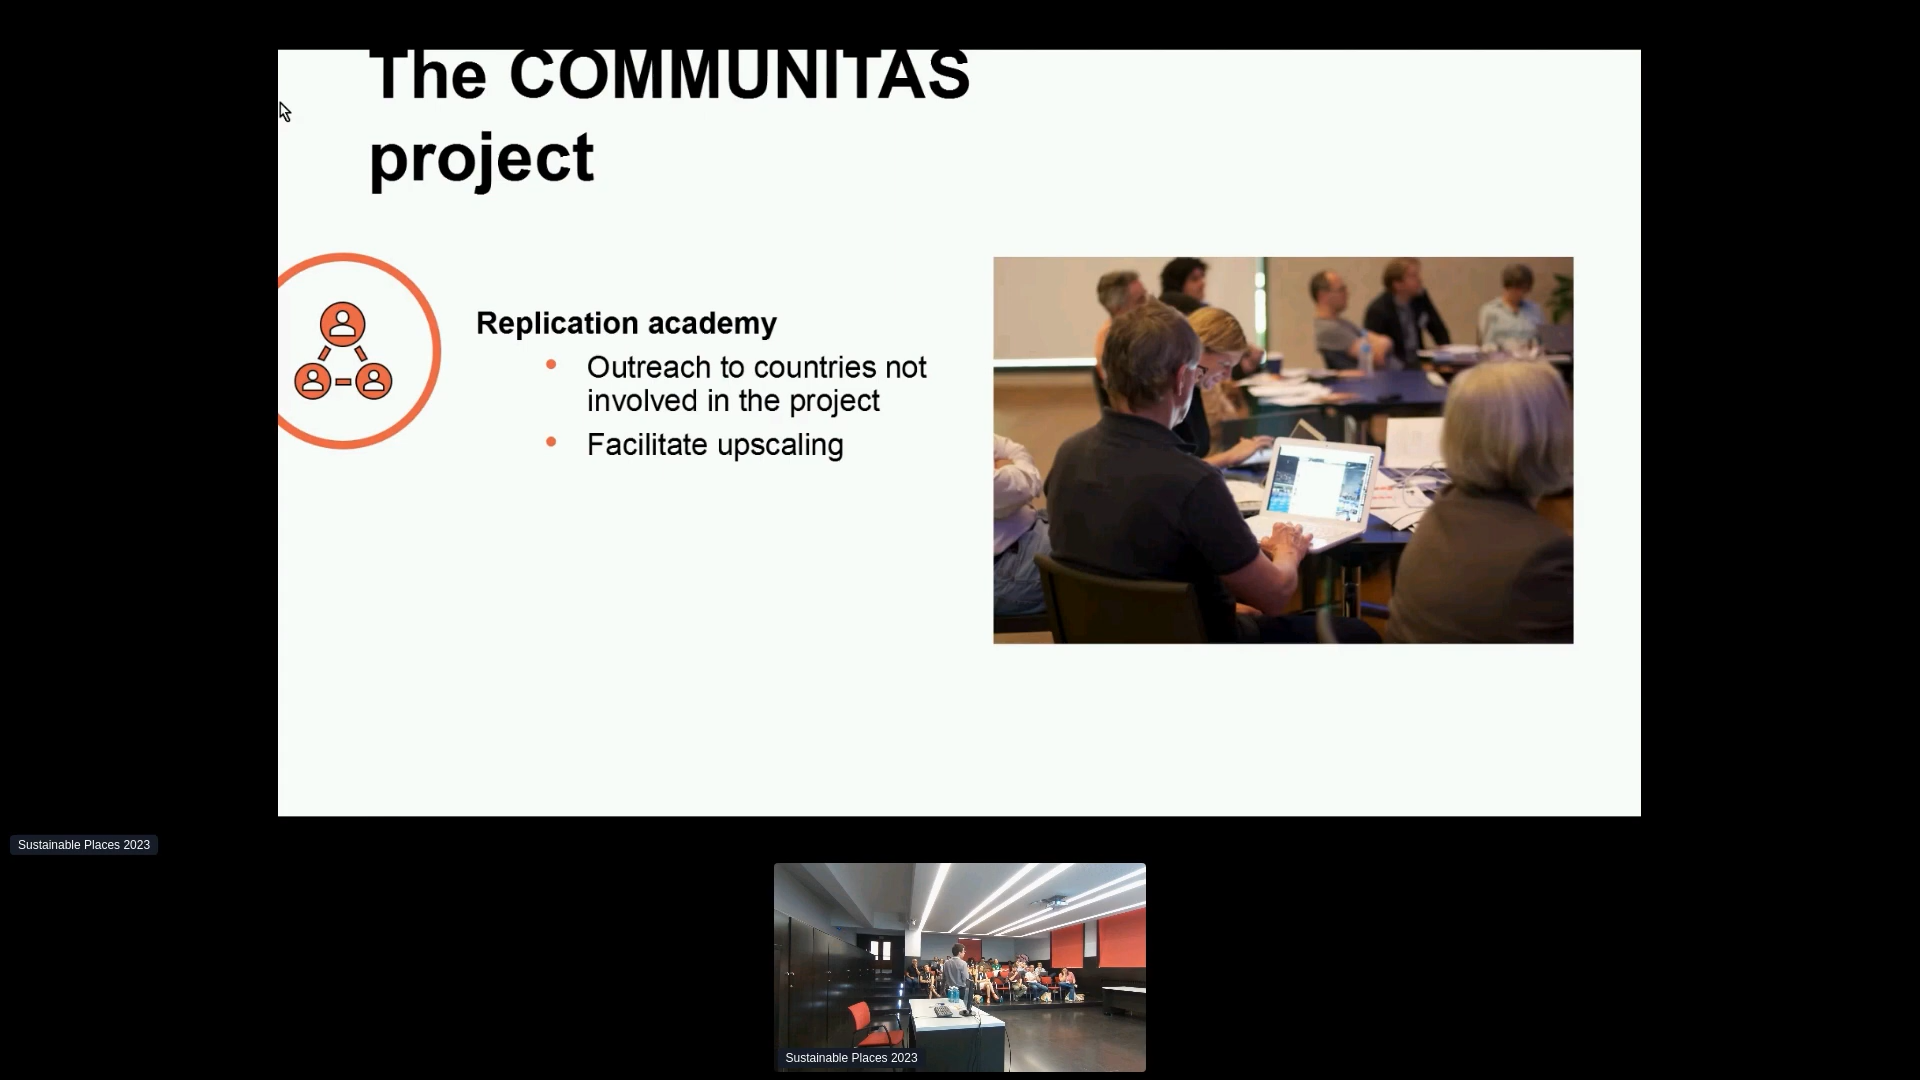 The COMMUNITAS
project
Replication academy
Outreach to countries not
involved in the project
Facilitate upscaling
Sustainable Places 2023
Sustainable Places 2023